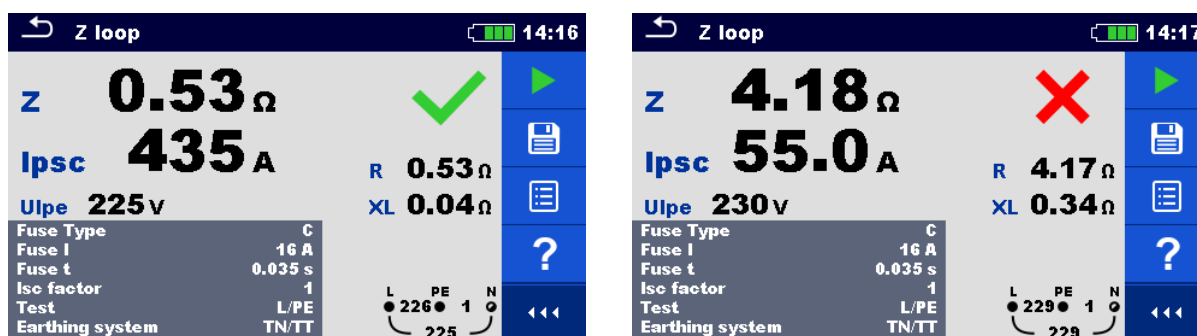 Z loop 14:16
Z 0.53 Ω
Ipsc 435 A
R 0.53 Ω
Ulpe 225 V
XL 0.04 Ω
Fuse Type C
Fuse I 16 A
Fuse t 0.035 s
Isc factor 1
Test L/PE
Earthing system TN/TT
L PE N
226 1
225
?
Z loop 14:17
Z 4.18 Ω
Ipsc 55.0 A
R 4.17 Ω
Ulpe 230 V
XL 0.34 Ω
Fuse Type C
Fuse I 16 A
Fuse t 0.035 s
Isc factor 1
Test L/PE
Earthing system TN/TT
L PE N
229 1
229
?